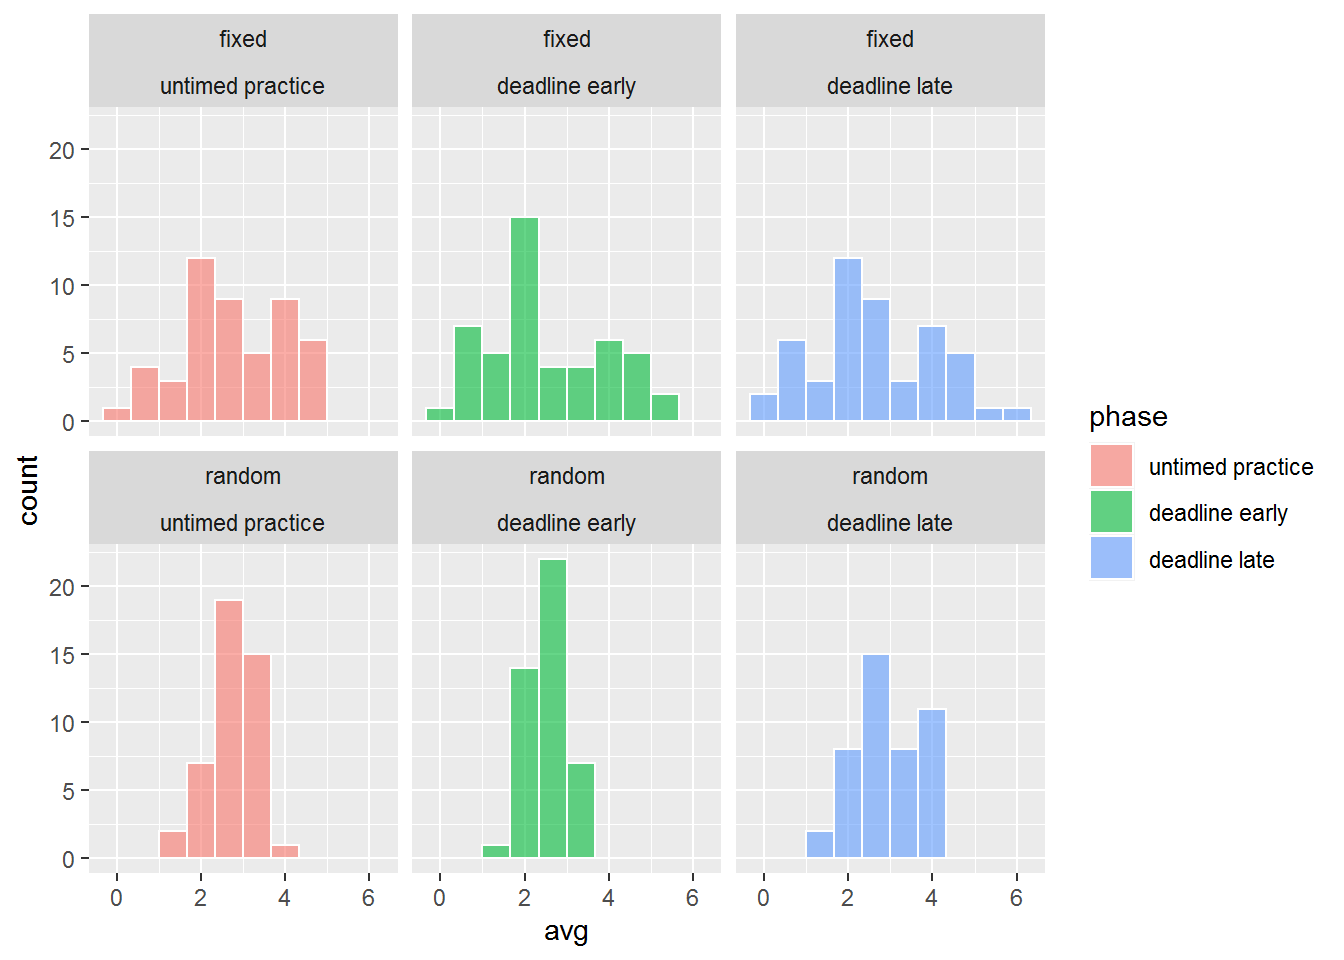 fixed
untimed practice
fixed
deadline early
fixed
deadline late
20
15
10
5
0
random
untimed practice
random
deadline early
random
deadline late
20
15
10
5
0
0 2 4 6
0 2 4 6
0 2 4 6
avg
count
phase
untimed practice
deadline early
deadline late